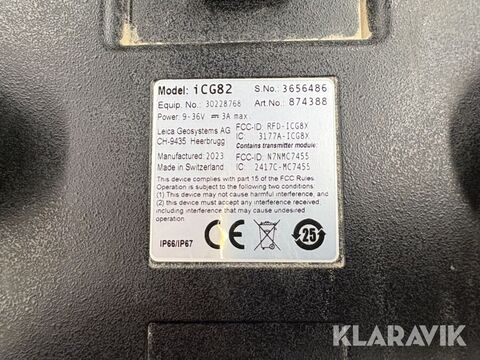 Model: iCG82 S.No.: 3656486
Equip. No.: 30228768 Art.No.: 874388
Power: 9-36V ⎓ 3A max.
Leica Geosystems AG FCC-ID: RFD-ICG8X
CH-9435 Heerbrugg IC: 3177A-ICG8X
Contains transmitter module:
Manufactured: 2023 FCC-ID: N7NMC7455
Made in Switzerland IC: 2417C-MC7455
This device complies with part 15 of the FCC Rules
Operation is subject to the following two conditions.
(1) This device may not cause harmful interference, and
(2) this device must accept any interference received,
including interference that may cause undesired operation.
IP66/IP67 CE 25
KLARAVIK